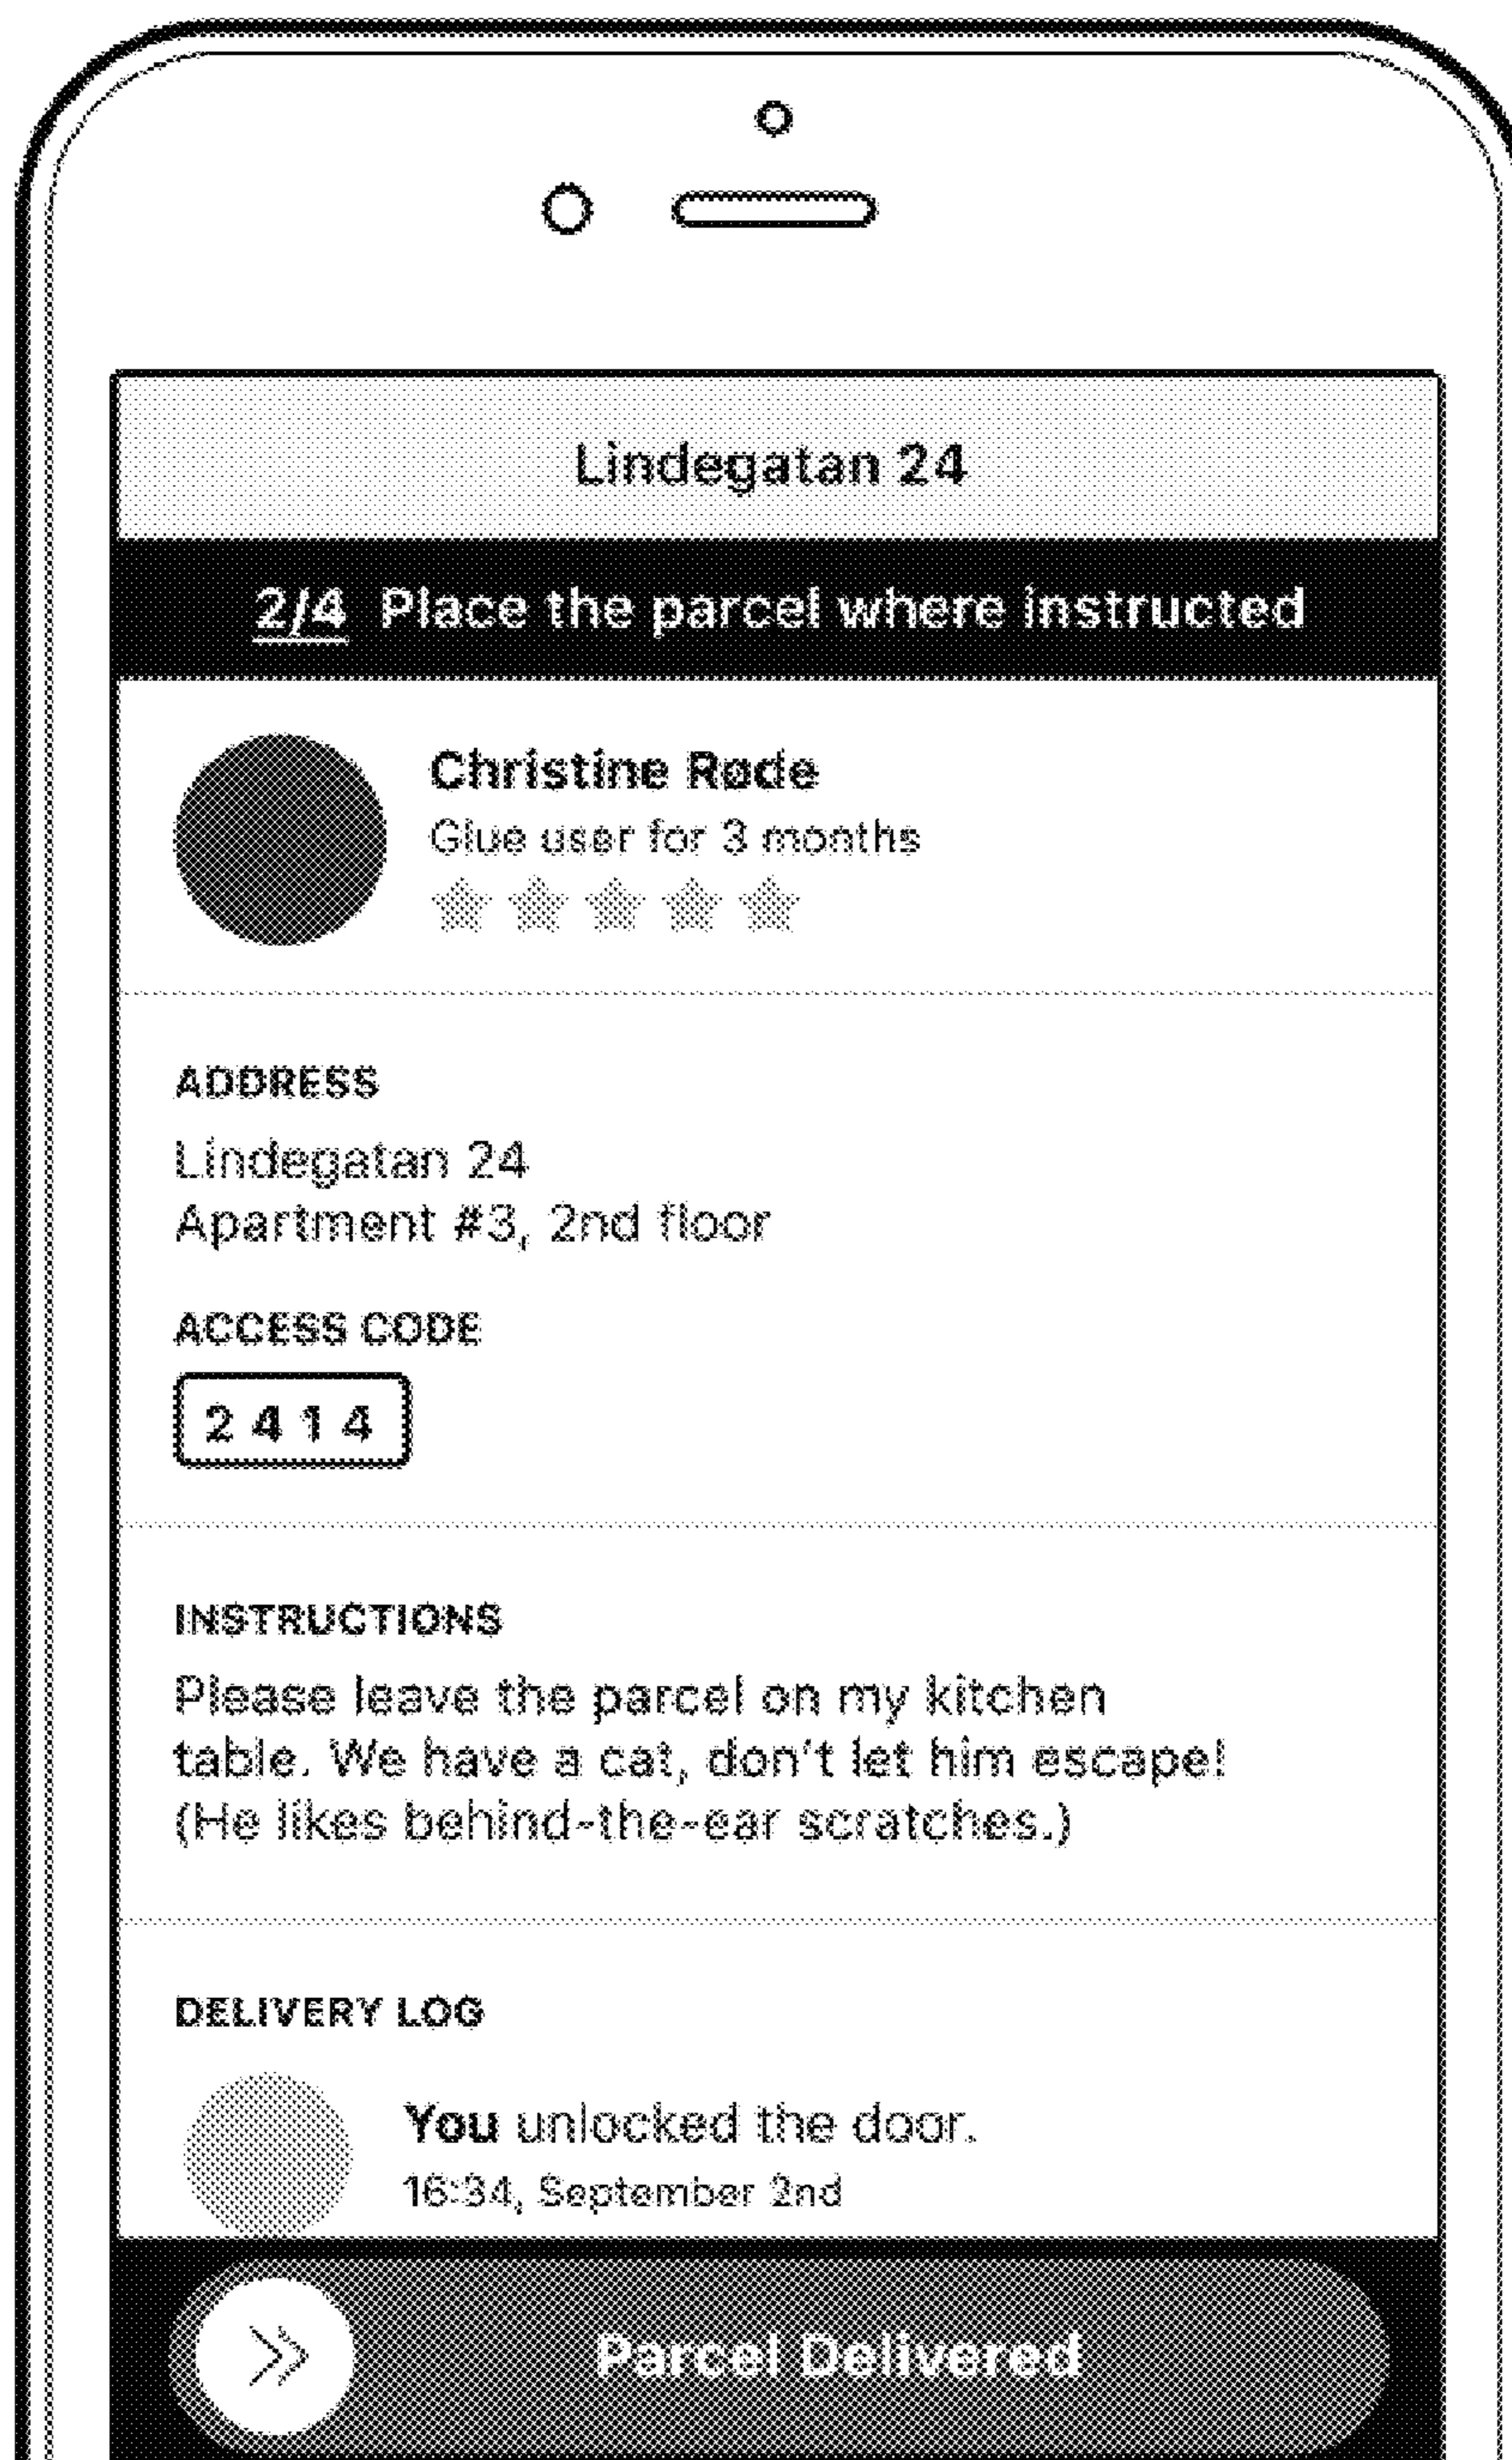 Lindegatan 24
2/4 Place the parcel where instructed
Christine Røde
Glue user for 3 months
ADDRESS
Lindegatan 24
Apartment #3, 2nd floor
ACCESS CODE
2 4 1 4
INSTRUCTIONS
Please leave the parcel on my kitchen
table. We have a cat, don't let him escape!
(He likes behind-the-ear scratches.)
DELIVERY LOG
You unlocked the door.
16:34, September 2nd
Parcel Delivered